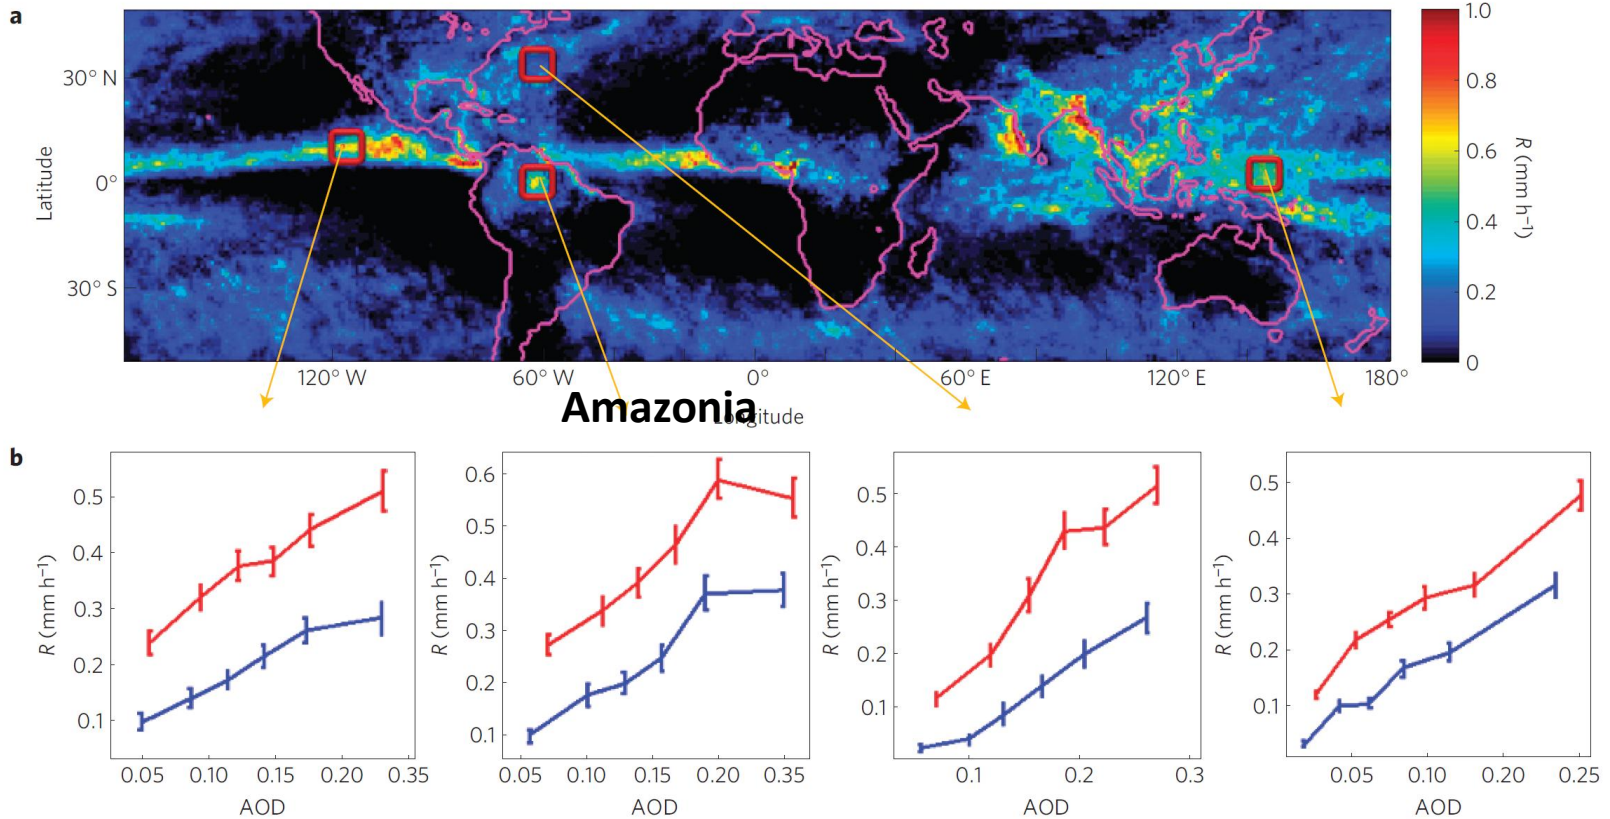 a
Latitude
30° N
0°
30° S
120° W
60° W
0°
60° E
120° E
180°
Longitude
1.0
0.8
0.6
0.4
0.2
0
R (mm h⁻¹)
Amazonia
b
R (mm h⁻¹)
0.5
0.4
0.3
0.2
0.1
0.05 0.10 0.15 0.20 0.35
AOD
R (mm h⁻¹)
0.6
0.5
0.4
0.3
0.2
0.1
0.05 0.10 0.15 0.20 0.35
AOD
R (mm h⁻¹)
0.5
0.4
0.3
0.2
0.1
0.1 0.2 0.3
AOD
R (mm h⁻¹)
0.5
0.4
0.3
0.2
0.1
0.05 0.10 0.20 0.25
AOD